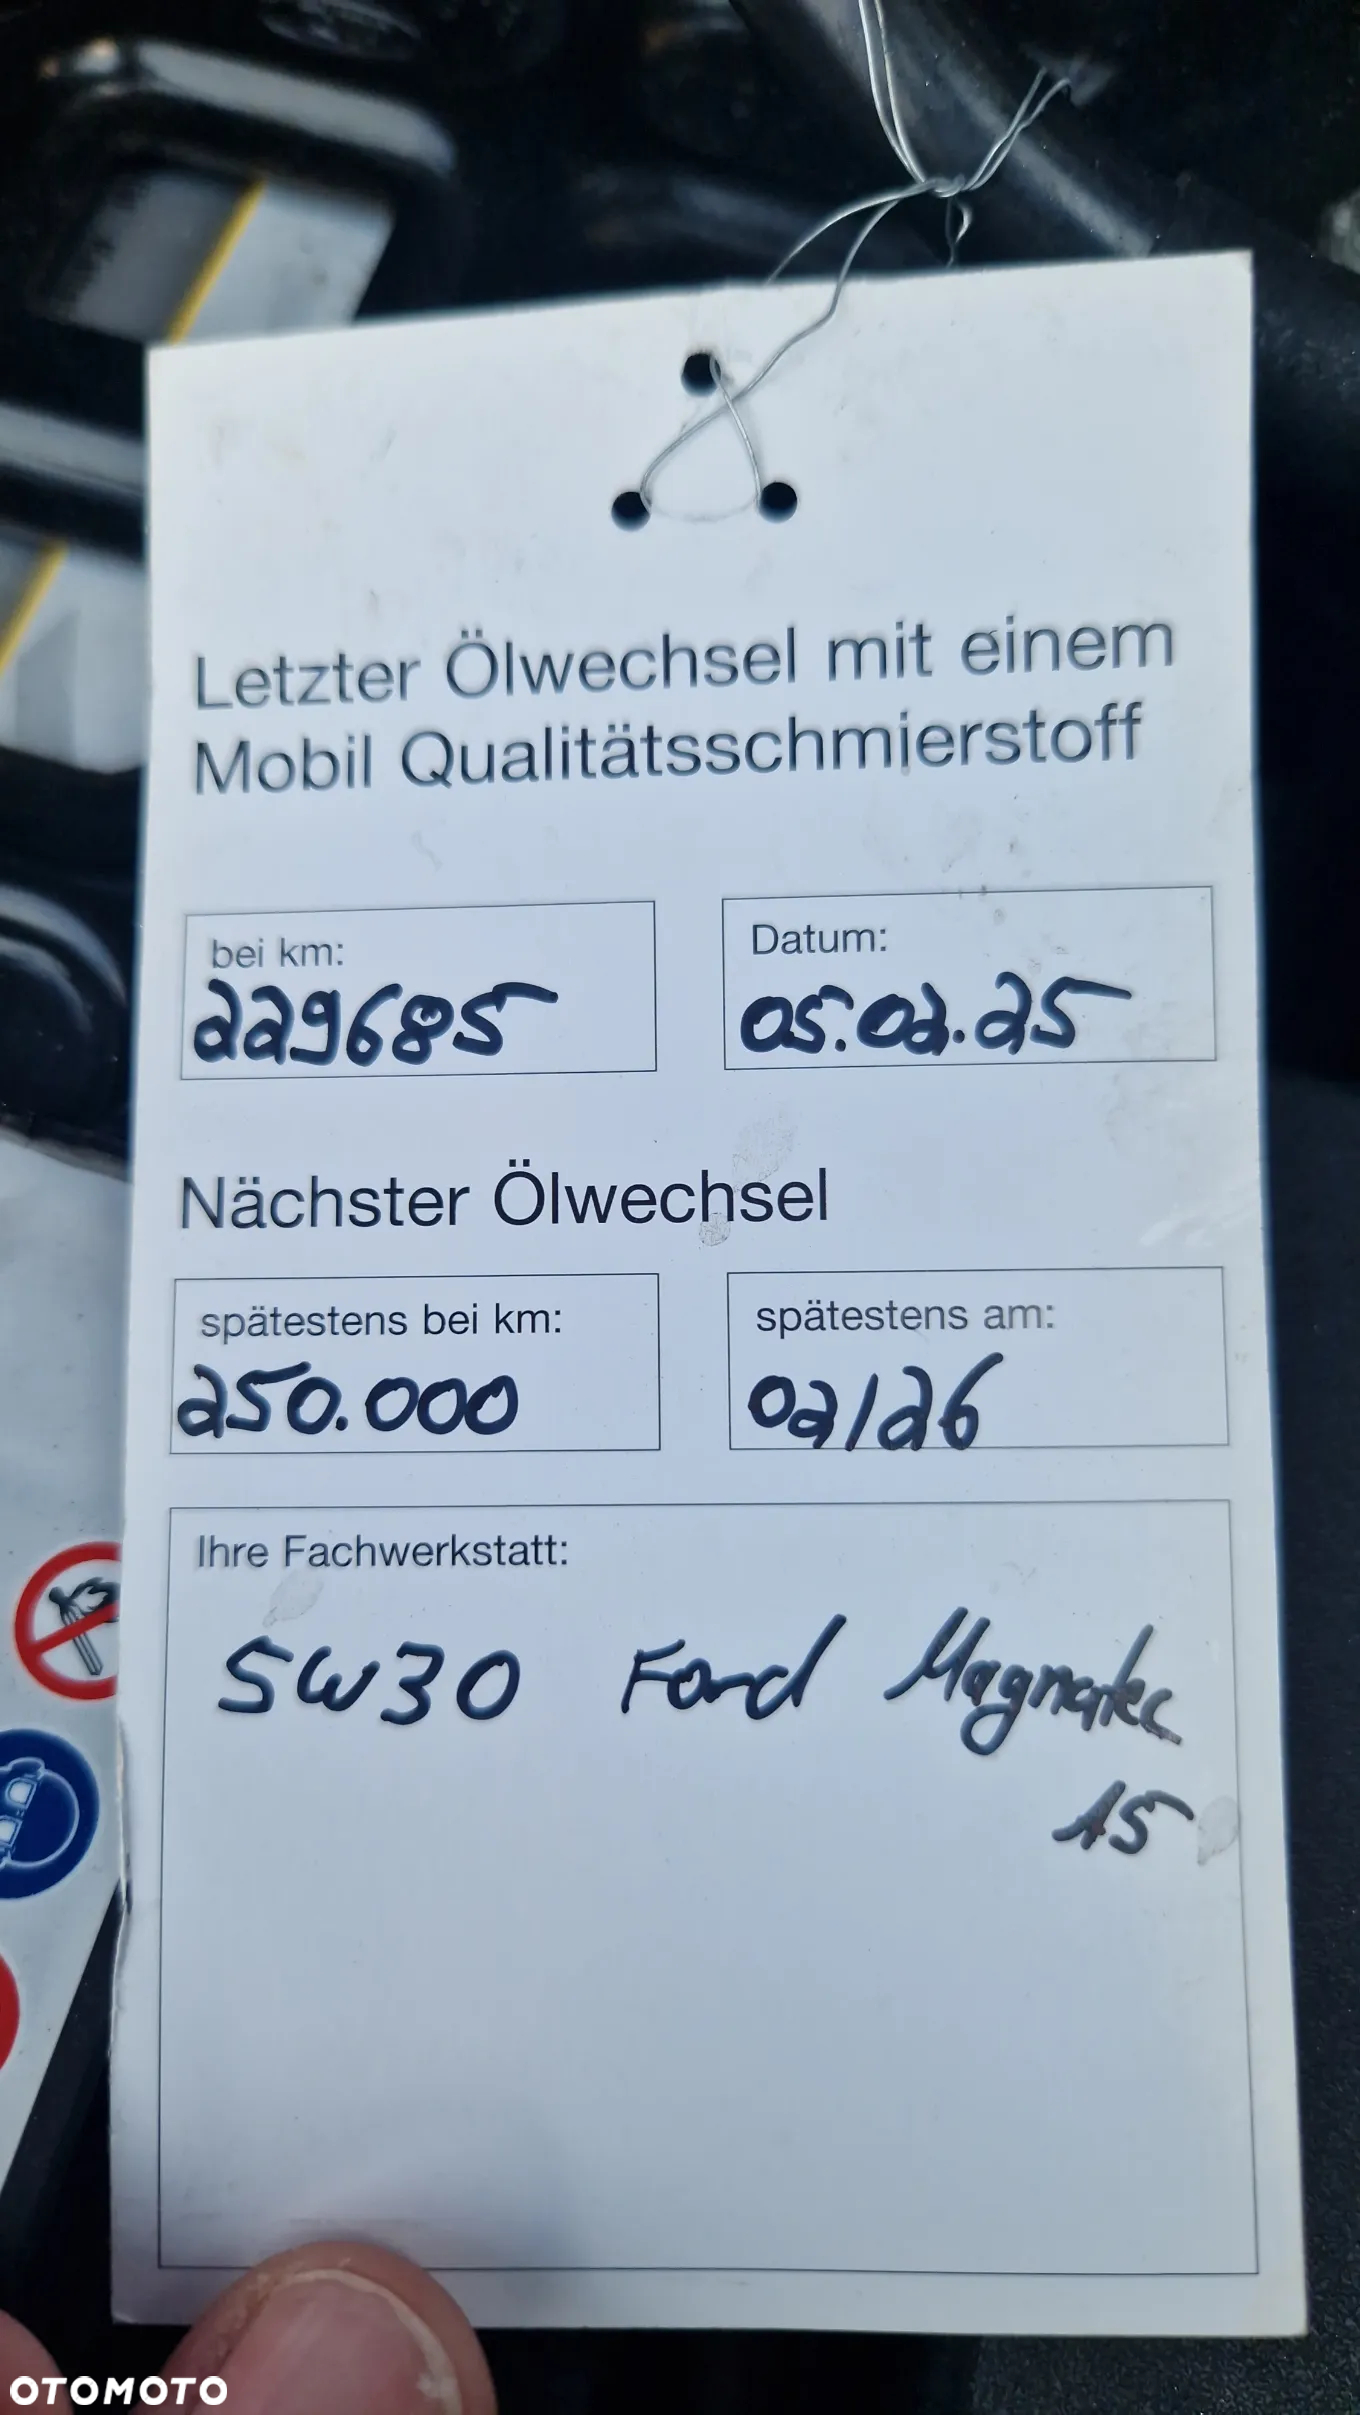 Letzter Ölwechsel mit einem
Mobil Qualitätsschmierstoff
bei km:
229685
Datum:
05.02.25
Nächster Ölwechsel
spätestens bei km:
250.000
spätestens am:
02/26
Ihre Fachwerkstatt:
5W30 Ford Magnatec
15
OTOMOTO